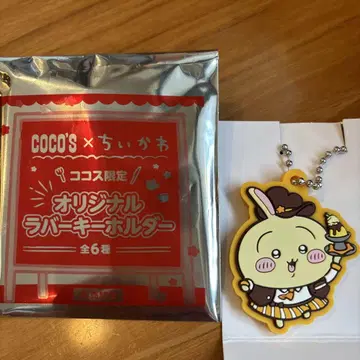 COCO'S × ちいかわ
ココス限定
オリジナル
ラバーキーホルダー
全6種